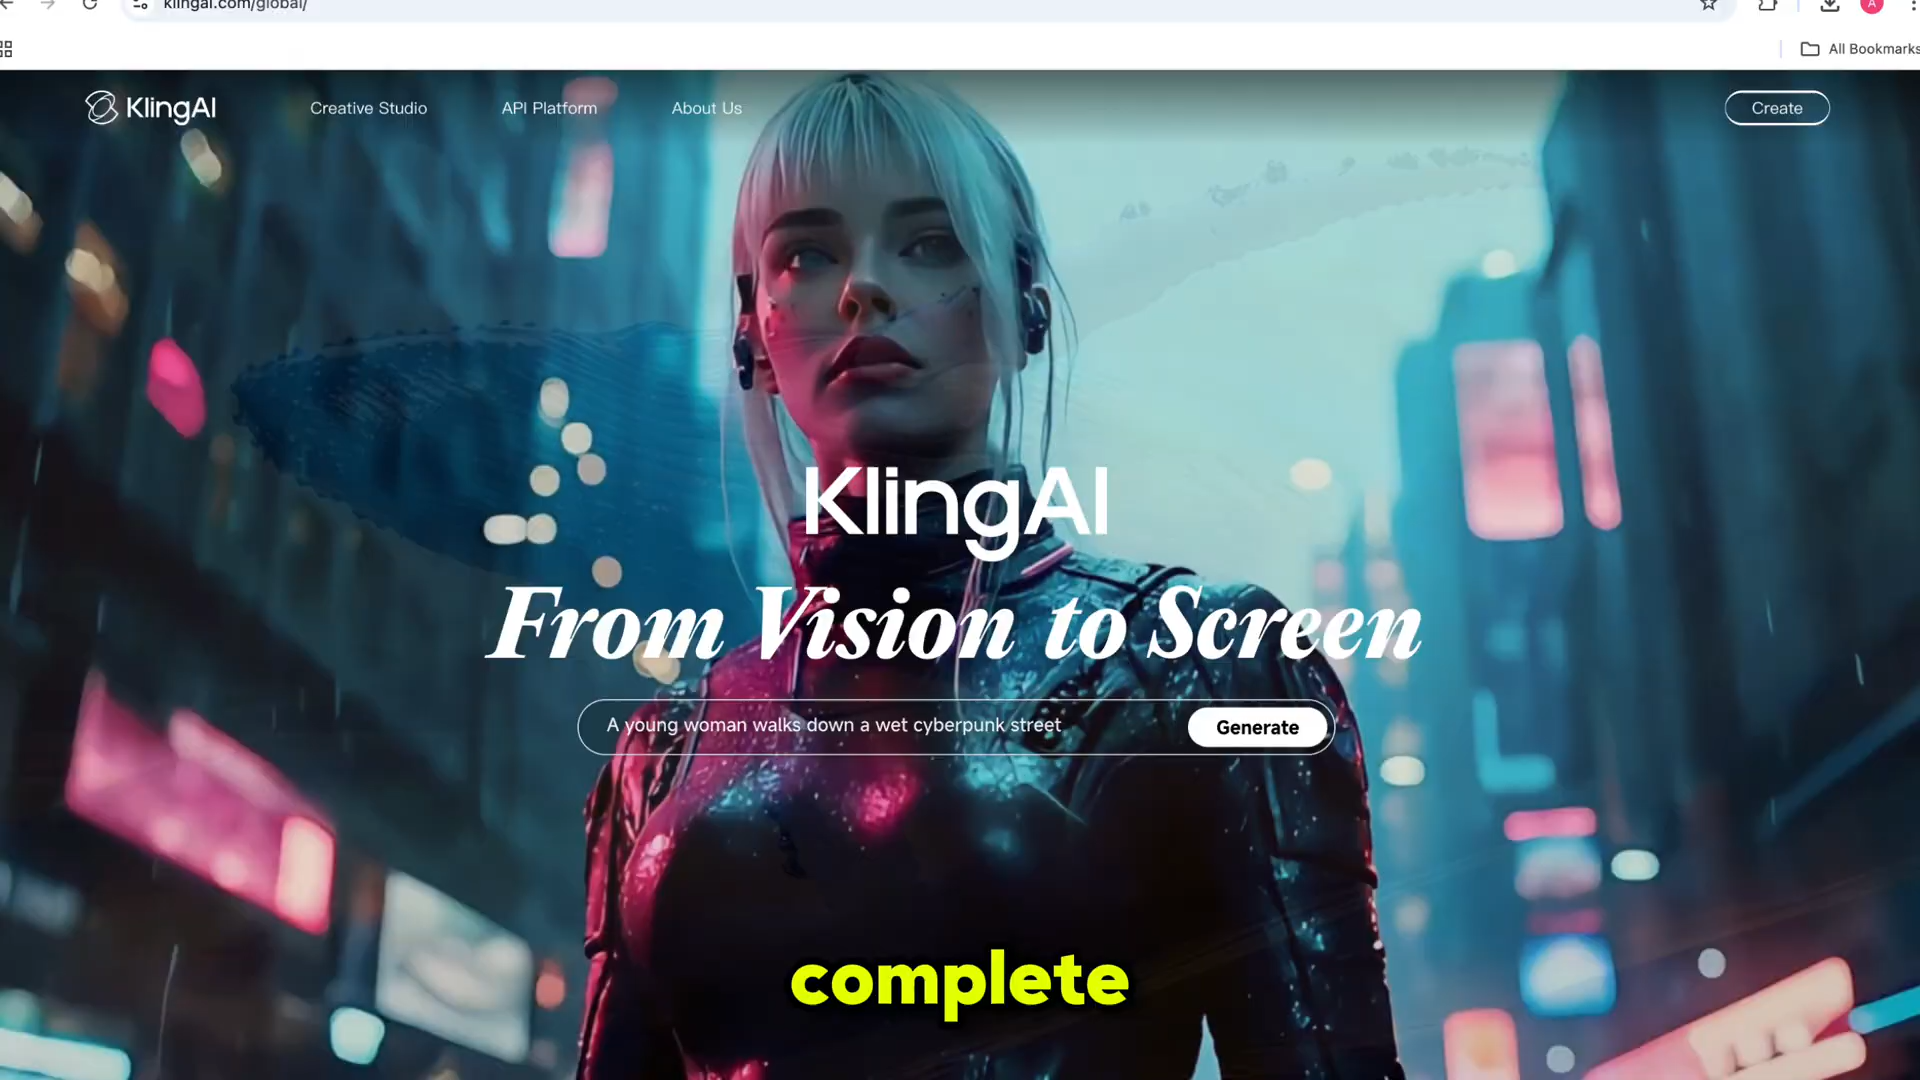 klingai.com/global/
A
All Bookmarks
KlingAI
Creative Studio
API Platform
About Us
Create
KlingAI
From Vision to Screen
A young woman walks down a wet cyberpunk street
Generate
complete